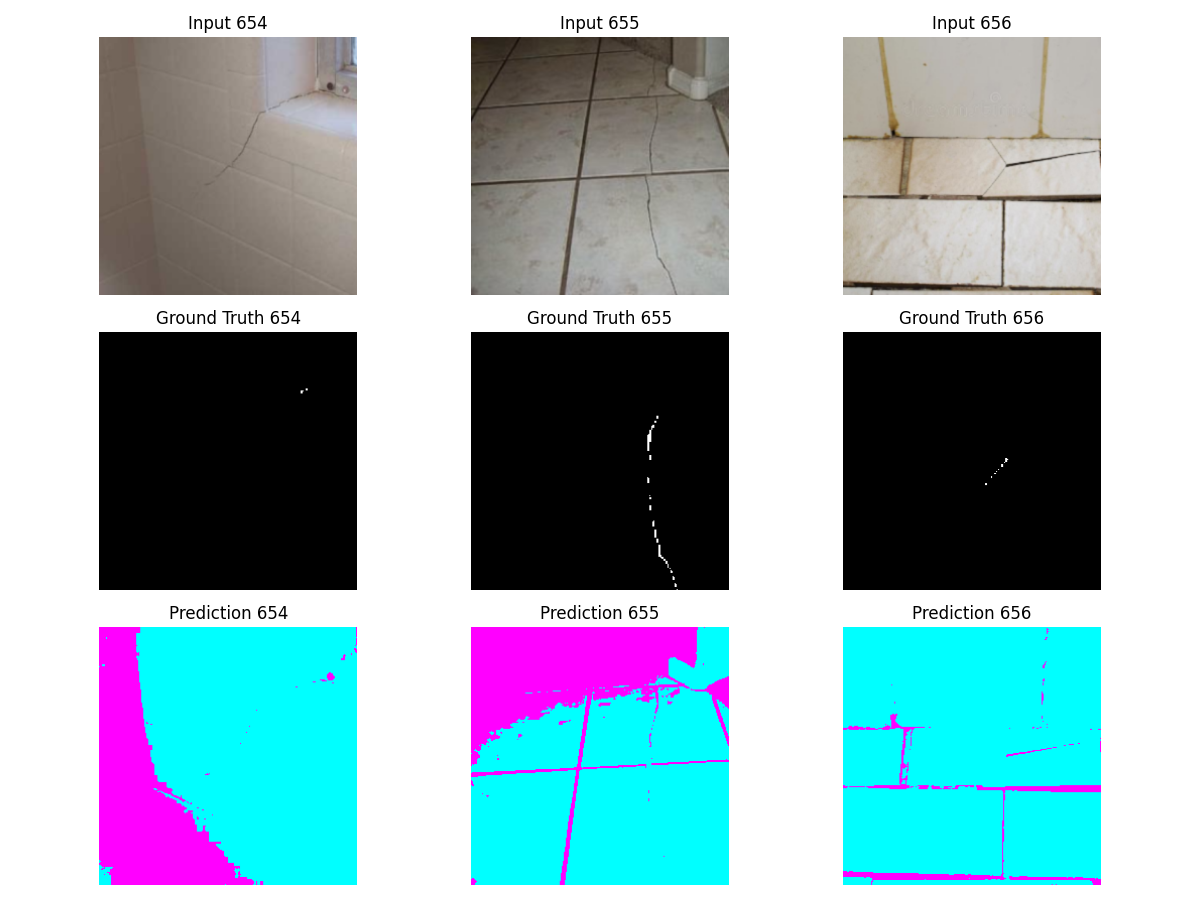 Input 654
Input 655
Input 656
Ground Truth 654
Ground Truth 655
Ground Truth 656
Prediction 654
Prediction 655
Prediction 656